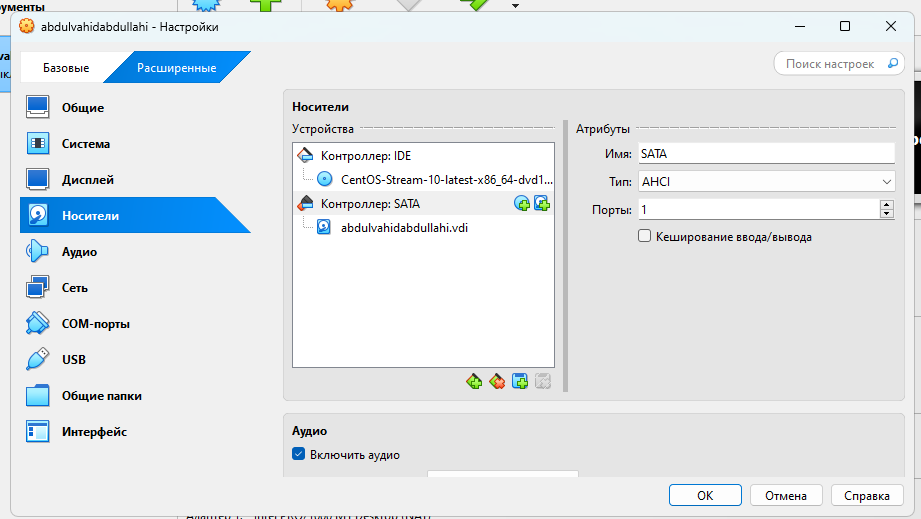 abdulvahidabdullahi - Настройки
Базовые
Расширенные
Поиск настроек
Общие
Система
Дисплей
Носители
Аудио
Сеть
COM-порты
USB
Общие папки
Интерфейс
Носители
Устройства
Контроллер: IDE
CentOS-Stream-10-latest-x86_64-dvd1...
Контроллер: SATA
abdulvahidabdullahi.vdi
Атрибуты
Имя: SATA
Тип: AHCI
Порты: 1
Кеширование ввода/вывода
Аудио
Включить аудио
OK
Отмена
Справка